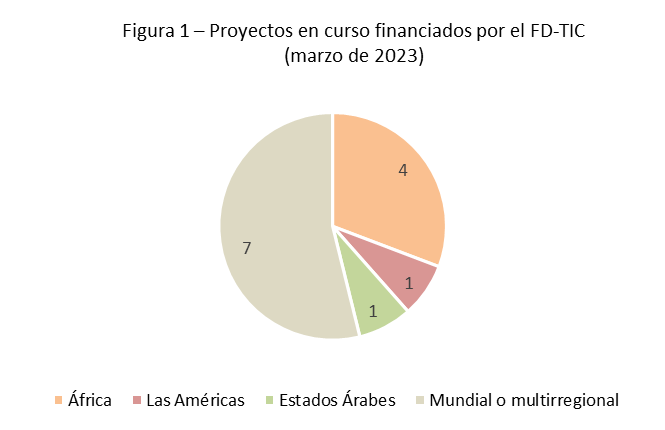 Figura 1 – Proyectos en curso financiados por el FD-TIC
(marzo de 2023)
4
1
1
7
África Las Américas Estados Árabes Mundial o multirregional